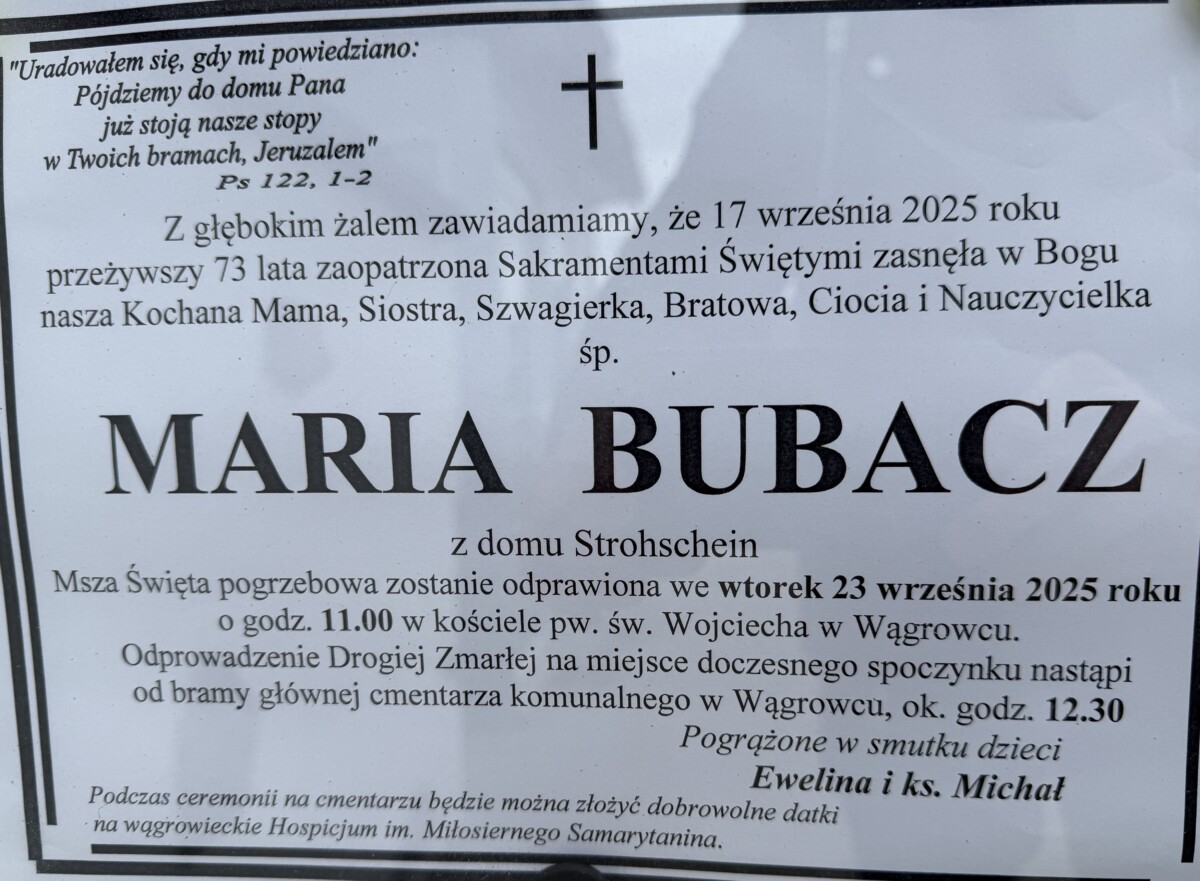 "Uradowałem się, gdy mi powiedziano:
Pójdziemy do domu Pana
już stoją nasze stopy
w Twoich bramach, Jeruzalem"
Ps 122, 1-2
Z głębokim żalem zawiadamiamy, że 17 września 2025 roku
przeżywszy 73 lata zaopatrzona Sakramentami Świętymi zasnęła w Bogu
nasza Kochana Mama, Siostra, Szwagierka, Bratowa, Ciocia i Nauczycielka
śp.
MARIA BUBACZ
z domu Strohschein
Msza Święta pogrzebowa zostanie odprawiona we wtorek 23 września 2025 roku
o godz. 11.00 w kościele pw. św. Wojciecha w Wągrowcu.
Odprowadzenie Drogiej Zmarłej na miejsce doczesnego spoczynku nastąpi
od bramy głównej cmentarza komunalnego w Wągrowcu, ok. godz. 12.30
Pogrążone w smutku dzieci
Ewelina i ks. Michał
Podczas ceremonii na cmentarzu będzie można złożyć dobrowolne datki
na wągrowieckie Hospicjum im. Miłosiernego Samarytanina.